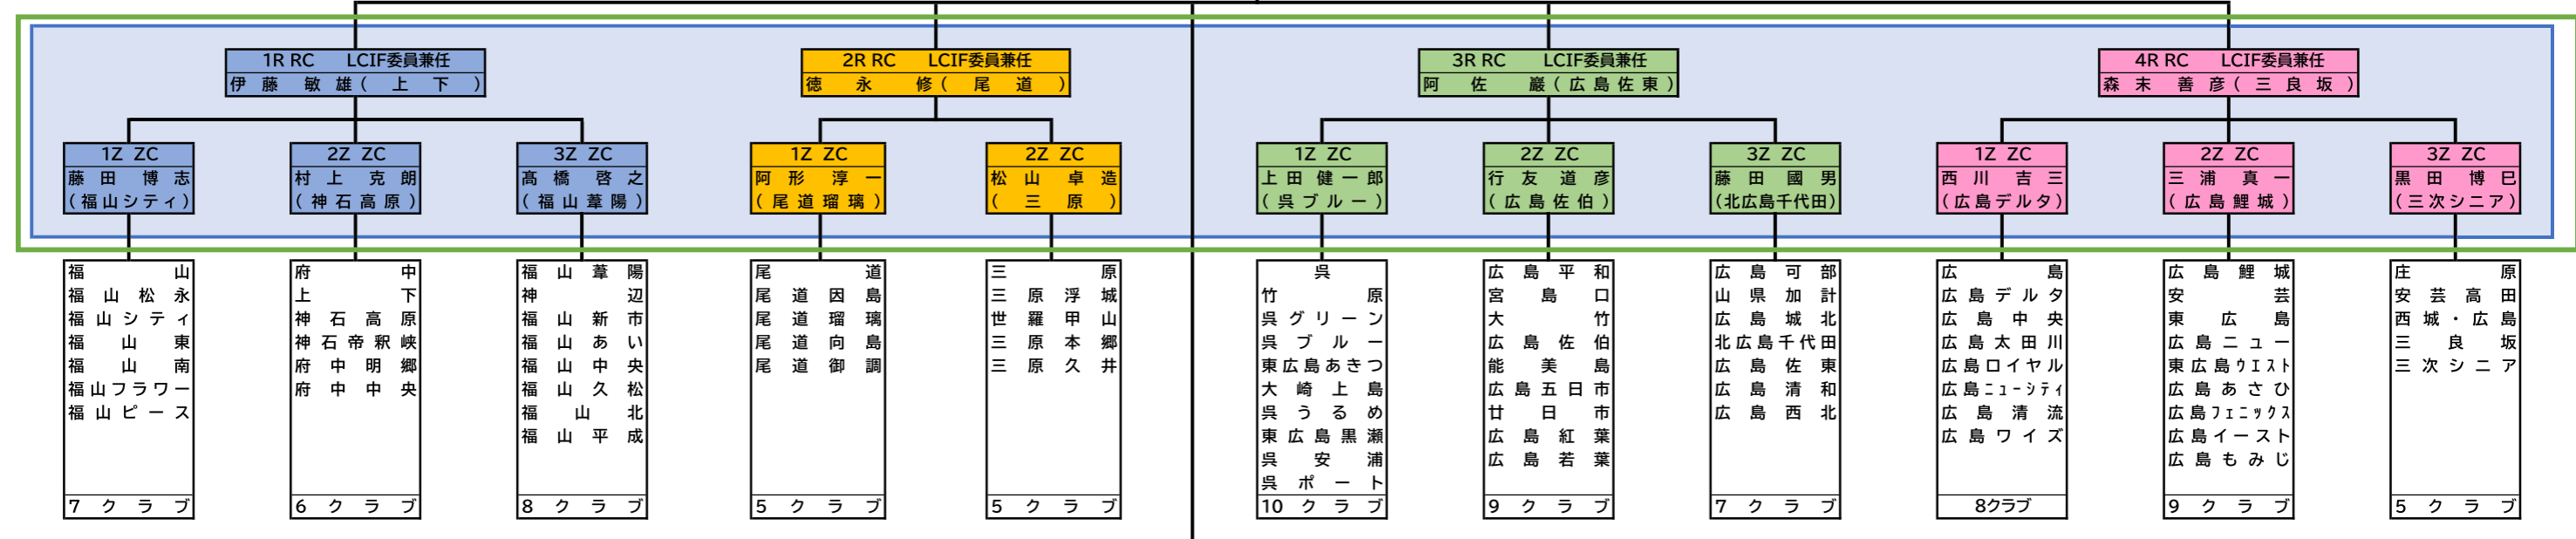 1R RC LCIF委員兼任
伊藤 敏雄(上下)
2R RC LCIF委員兼任
徳永 修(尾道)
3R RC LCIF委員兼任
阿佐 巌(広島佐東)
4R RC LCIF委員兼任
森末 善彦(三良坂)
1Z ZC
藤田 博志
(福山シティ)
2Z ZC
村上 克朗
(神石高原)
3Z ZC
髙橋 啓之
(福山葦陽)
1Z ZC
阿形 淳一
(尾道瑠璃)
2Z ZC
松山 卓造
(三原)
1Z ZC
上田健一郎
(呉ブルー)
2Z ZC
行友 道彦
(広島佐伯)
3Z ZC
藤田 國男
(北広島千代田)
1Z ZC
西川 吉三
(広島デルタ)
2Z ZC
三浦 真一
(広島鯉城)
3Z ZC
黒田 博巳
(三次シニア)
福山
福山松永
福山シティ
福山東
福山南
福山フラワー
福山ピース
7クラブ
府中
上下
神石高原
神石帝釈峡
府中明郷
府中中央
6クラブ
福山葦陽
神辺
福山新市
福山あい
福山中央
福山久松
福山北
福山平成
8クラブ
尾道
尾道因島
尾道瑠璃
尾道向島
尾道御調
5クラブ
三原
三原浮城
世羅甲山
三原本郷
三原久井
5クラブ
呉
竹原
呉グリーン
呉ブルー
東広島あきつ
大崎上島
呉うるめ
東広島黒瀬
呉安浦
呉ポート
10クラブ
広島平和
宮島口
大竹
広島佐伯
能美島
広島五日市
廿日市
広島紅葉
広島若葉
9クラブ
広島可部
山県加計
広島城北
北広島千代田
広島佐東
広島清和
広島西北
7クラブ
広島
広島デルタ
広島中央
広島太田川
広島ロイヤル
広島ニューシティ
広島清流
広島ワイズ
8クラブ
広島鯉城
安芸
東広島
広島ニュー
東広島ウエスト
広島あさひ
広島フェニックス
広島イースト
広島もみじ
9クラブ
庄原
安芸高田
西城・広島
三良坂
三次シニア
5クラブ